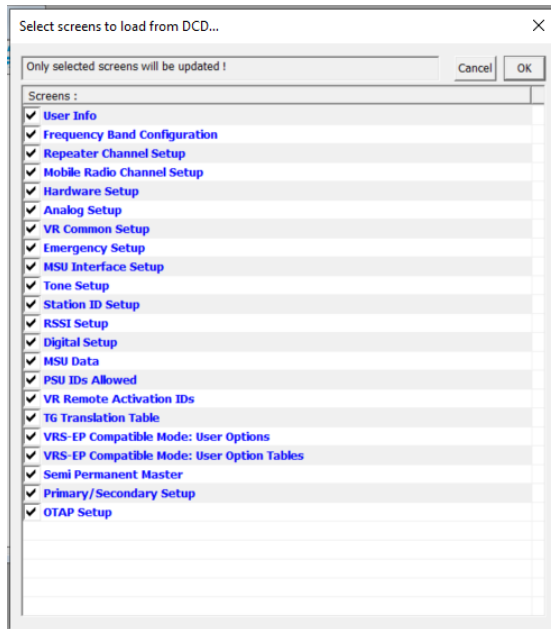 Select screens to load from DCD...
Only selected screens will be updated !
Cancel
OK
Screens :
User Info
Frequency Band Configuration
Repeater Channel Setup
Mobile Radio Channel Setup
Hardware Setup
Analog Setup
VR Common Setup
Emergency Setup
MSU Interface Setup
Tone Setup
Station ID Setup
RSSI Setup
Digital Setup
MSU Data
PSU IDs Allowed
VR Remote Activation IDs
TG Translation Table
VRS-EP Compatible Mode: User Options
VRS-EP Compatible Mode: User Option Tables
Semi Permanent Master
Primary/Secondary Setup
OTAP Setup